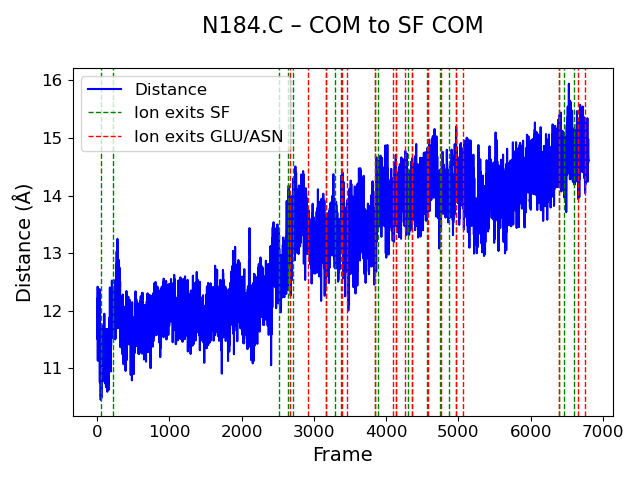 N184.C – COM to SF COM
16
15
14
13
12
11
Distance (Å)
Distance
Ion exits SF
Ion exits GLU/ASN
0 1000 2000 3000 4000 5000 6000 7000
Frame